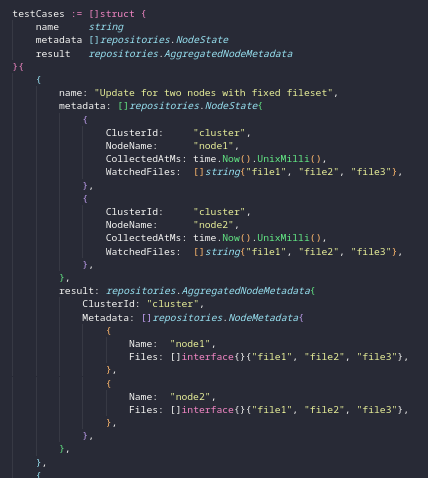 testCases := []struct {
    name     string
    metadata []repositories.NodeState
    result   repositories.AggregatedNodeMetadata
}{
    {
        name: "Update for two nodes with fixed fileset",
        metadata: []repositories.NodeState{
            {
                ClusterId:     "cluster",
                NodeName:      "node1",
                CollectedAtMs: time.Now().UnixMilli(),
                WatchedFiles:  []string{"file1", "file2", "file3"},
            },
            {
                ClusterId:     "cluster",
                NodeName:      "node2",
                CollectedAtMs: time.Now().UnixMilli(),
                WatchedFiles:  []string{"file1", "file2", "file3"},
            },
        },
        result: repositories.AggregatedNodeMetadata{
            ClusterId: "cluster",
            Metadata: []repositories.NodeMetadata{
                {
                    Name:  "node1",
                    Files: []interface{}{"file1", "file2", "file3"},
                },
                {
                    Name:  "node2",
                    Files: []interface{}{"file1", "file2", "file3"},
                },
            },
        },
    },
    {